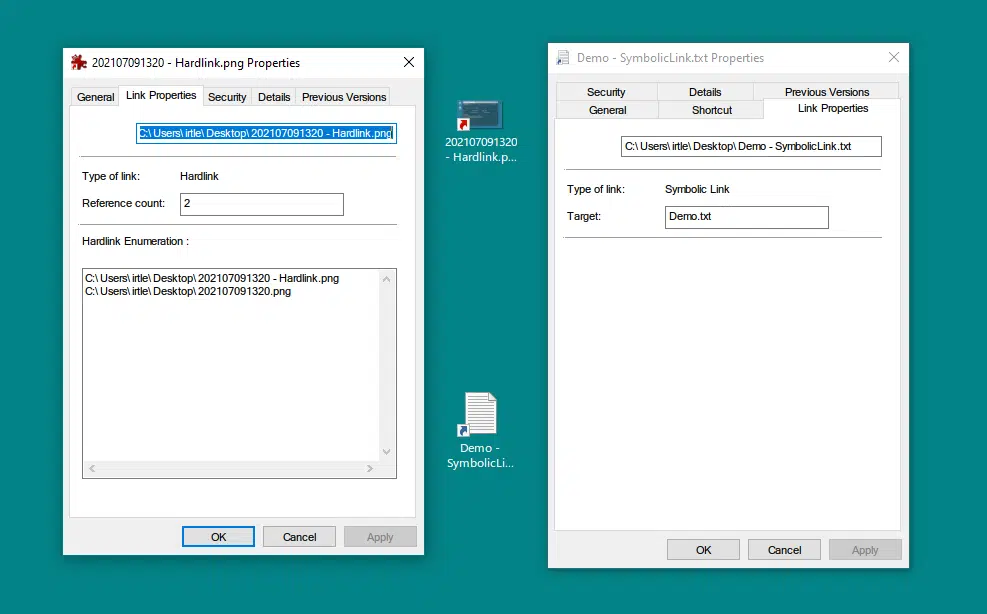 202107091320 - Hardlink.png Properties
General
Link Properties
Security
Details
Previous Versions
C:\Users\irtle\Desktop\202107091320 - Hardlink.png
Type of link:
Hardlink
Reference count:
2
Hardlink Enumeration :
C:\Users\irtle\Desktop\202107091320 - Hardlink.png
C:\Users\irtle\Desktop\202107091320.png
OK
Cancel
Apply
202107091320
- Hardlink.p...
Demo -
SymbolicLi...
Demo - SymbolicLink.txt Properties
Security
Details
Previous Versions
General
Shortcut
Link Properties
C:\Users\irtle\Desktop\Demo - SymbolicLink.txt
Type of link:
Symbolic Link
Target:
Demo.txt
OK
Cancel
Apply